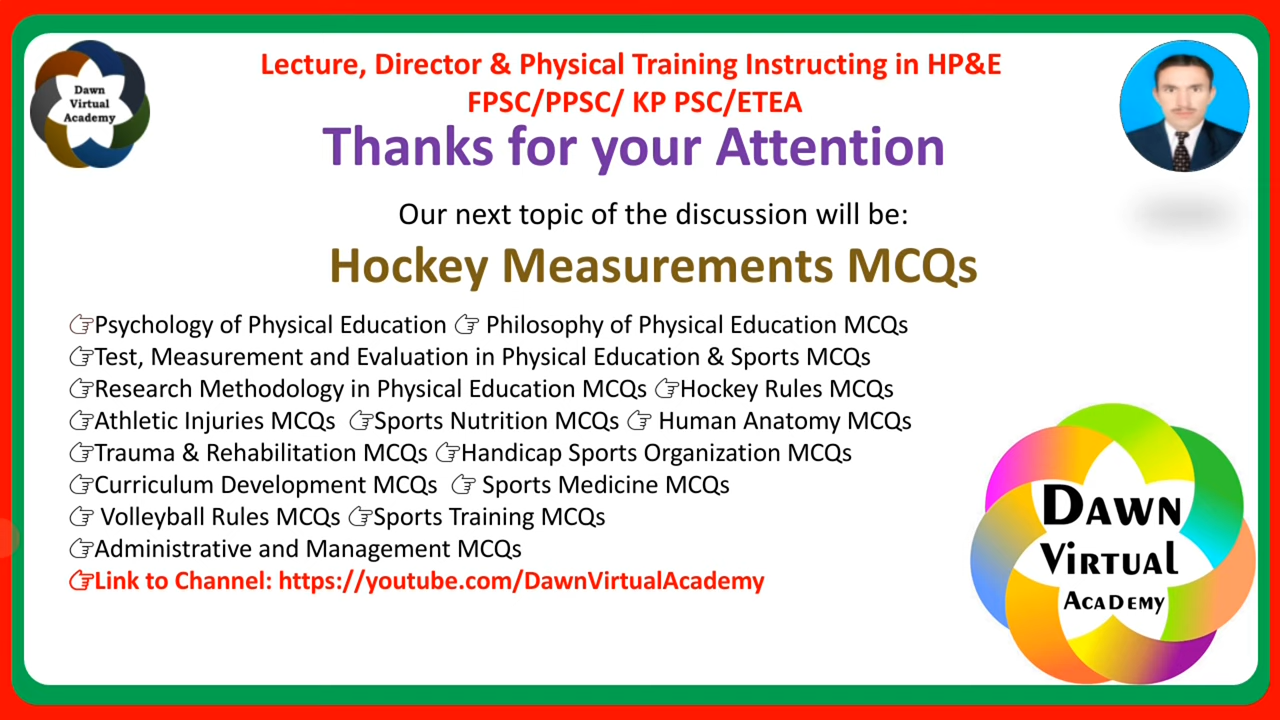 Dawn
Virtual
Academy
Lecture, Director & Physical Training Instructing in HP&E
FPSC/PPSC/ KP PSC/ETEA
Thanks for your Attention
Our next topic of the discussion will be:
Hockey Measurements MCQs
👉Psychology of Physical Education 👉 Philosophy of Physical Education MCQs
👉Test, Measurement and Evaluation in Physical Education & Sports MCQs
👉Research Methodology in Physical Education MCQs 👉Hockey Rules MCQs
👉Athletic Injuries MCQs 👉Sports Nutrition MCQs 👉 Human Anatomy MCQs
👉Trauma & Rehabilitation MCQs 👉Handicap Sports Organization MCQs
👉Curriculum Development MCQs 👉 Sports Medicine MCQs
👉 Volleyball Rules MCQs 👉Sports Training MCQs
👉Administrative and Management MCQs
👉Link to Channel: https://youtube.com/DawnVirtualAcademy
DAWN
VIRTUAL
ACADEMY